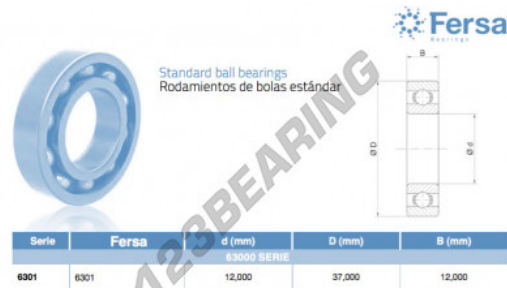 Fersa
Bearings
Standard ball bearings
Rodamientos de bolas estándar
B
Ø D
Ø d
123BEARING
Serie Fersa d (mm) D (mm) B (mm)
63000 SERIE
6301 6301 12,000 37,000 12,000